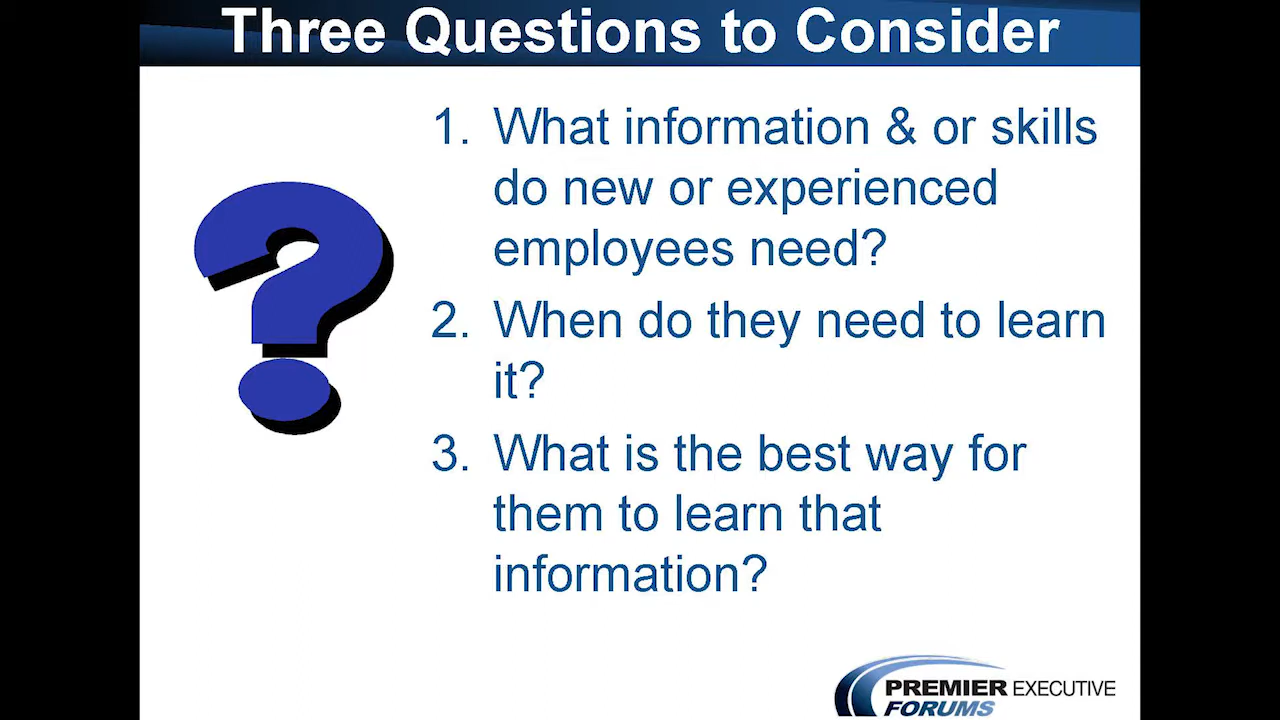 Three Questions to Consider
1. What information & or skills
do new or experienced
employees need?
2. When do they need to learn
it?
3. What is the best way for
them to learn that
information?
PREMIER EXECUTIVE
FORUMS